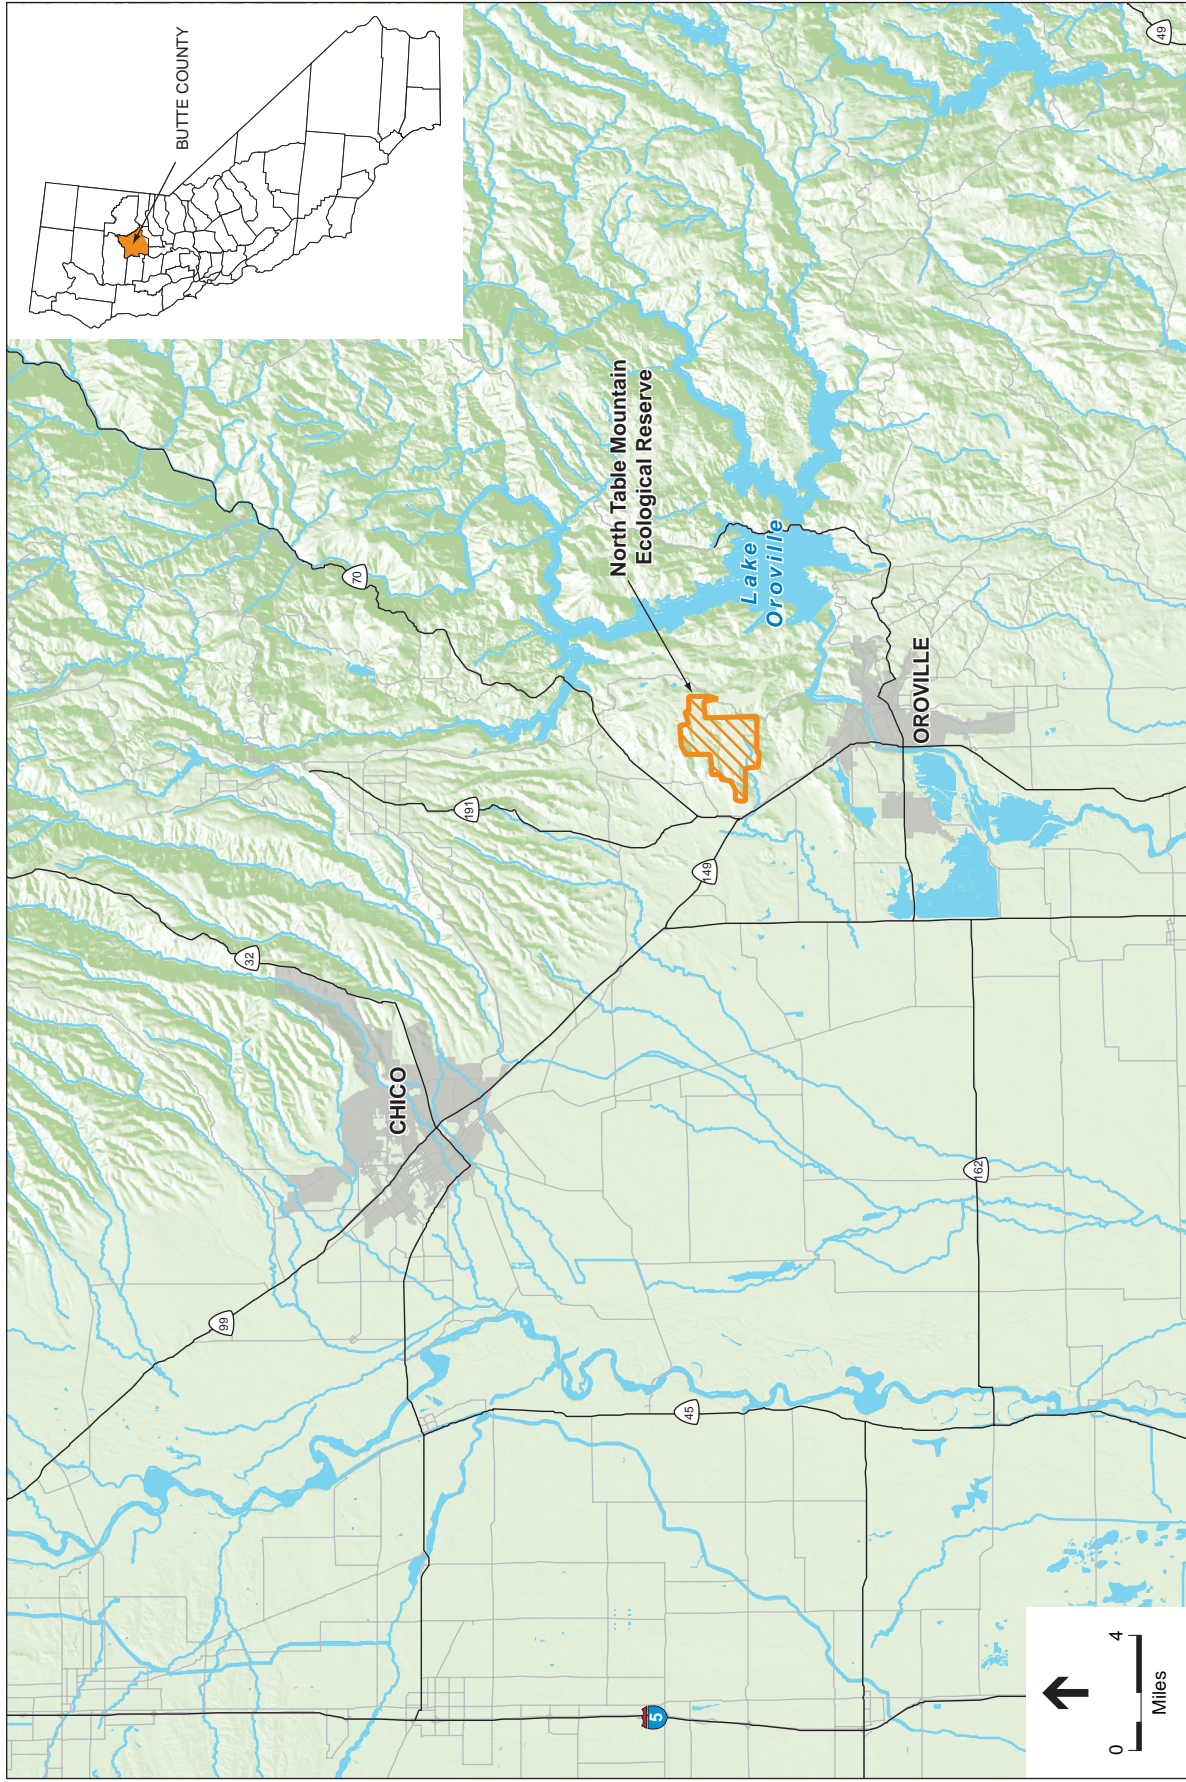 BUTTE COUNTY
49
70
North Table Mountain
Ecological Reserve
Lake
Oroville
191
32
149
OROVILLE
CHICO
162
99
45
5
0 4
Miles